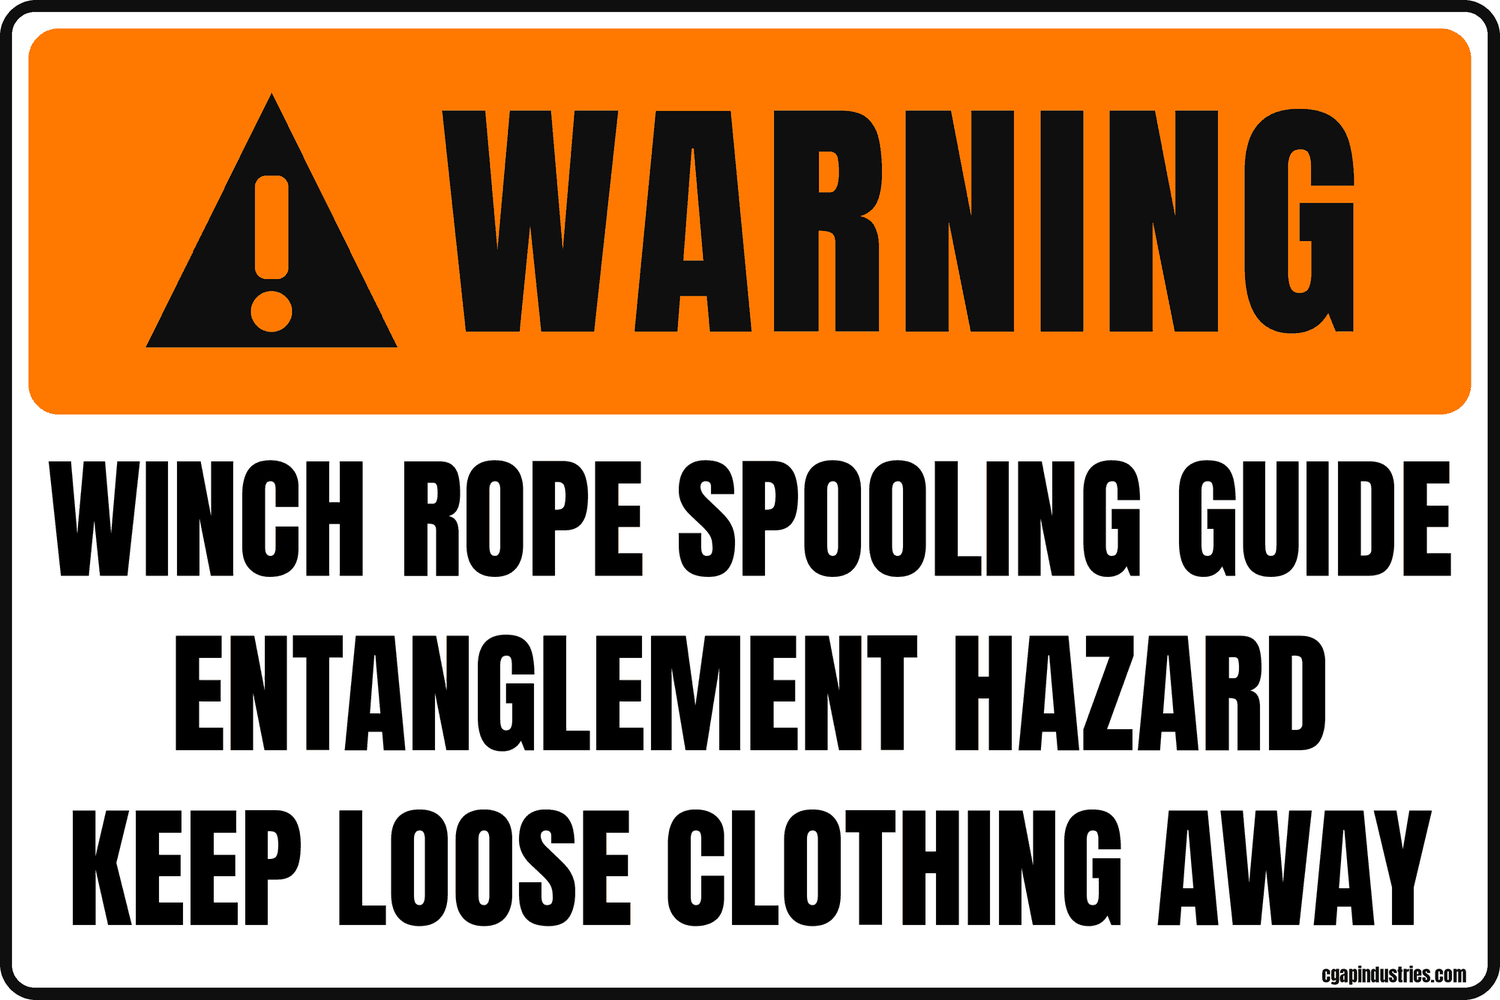 WARNING
WINCH ROPE SPOOLING GUIDE
ENTANGLEMENT HAZARD
KEEP LOOSE CLOTHING AWAY
cgapindustries.com